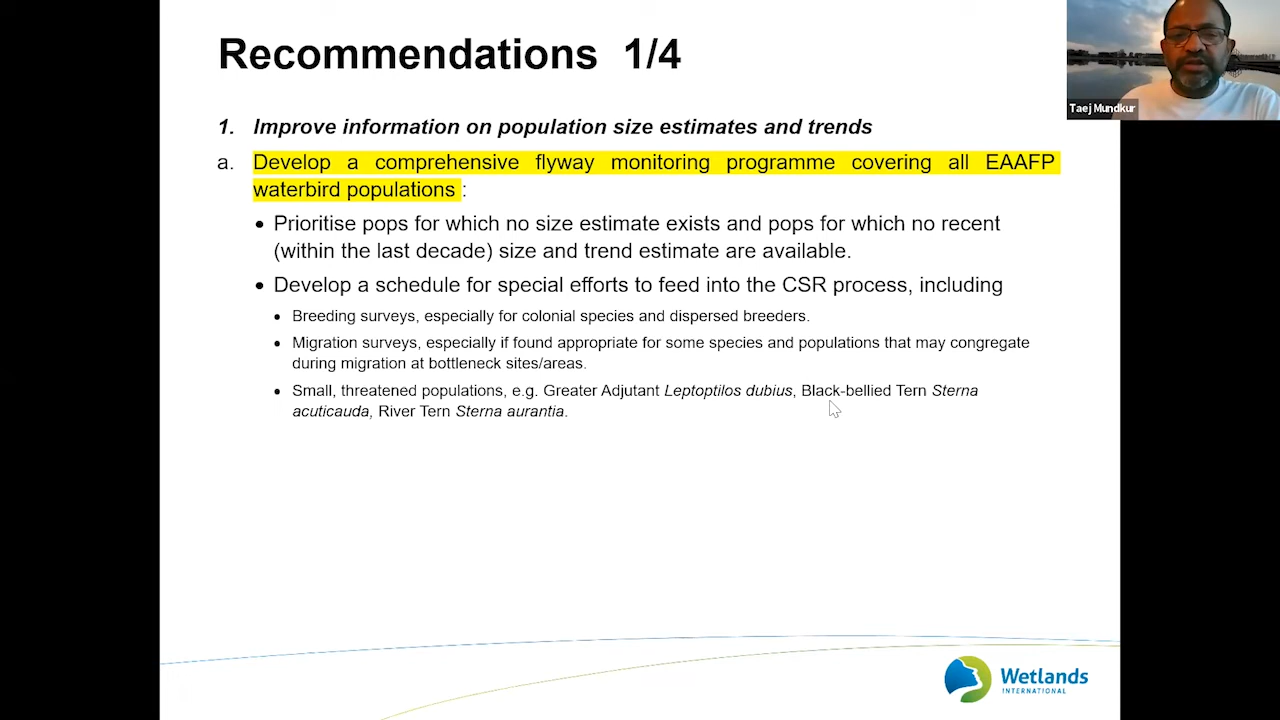 Recommendations 1/4
Taej Mundkur
1. Improve information on population size estimates and trends
a. Develop a comprehensive flyway monitoring programme covering all EAAFP
waterbird populations :
• Prioritise pops for which no size estimate exists and pops for which no recent
(within the last decade) size and trend estimate are available.
• Develop a schedule for special efforts to feed into the CSR process, including
• Breeding surveys, especially for colonial species and dispersed breeders.
• Migration surveys, especially if found appropriate for some species and populations that may congregate
during migration at bottleneck sites/areas.
• Small, threatened populations, e.g. Greater Adjutant Leptoptilos dubius, Black-bellied Tern Sterna
acuticauda, River Tern Sterna aurantia.
Wetlands
INTERNATIONAL